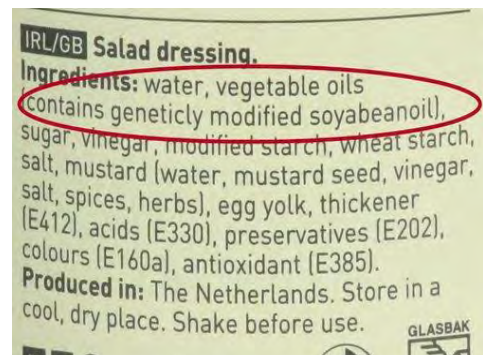 IRL/GB Salad dressing.
Ingredients: water, vegetable oils
(contains geneticly modified soyabeanoil),
sugar, vinegar, modified starch, wheat starch,
salt, mustard (water, mustard seed, vinegar,
salt, spices, herbs), egg yolk, thickener
(E412), acids (E330), preservatives (E202),
colours (E160a), antioxidant (E385).
Produced in: The Netherlands. Store in a
cool, dry place. Shake before use.
GLASBAK